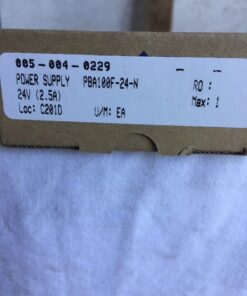 005-004-0229 - -
POWER SUPPLY PBA100F-24-N RO :
24V (2.5A) Max: 1
Loc: C201D U/M: EA